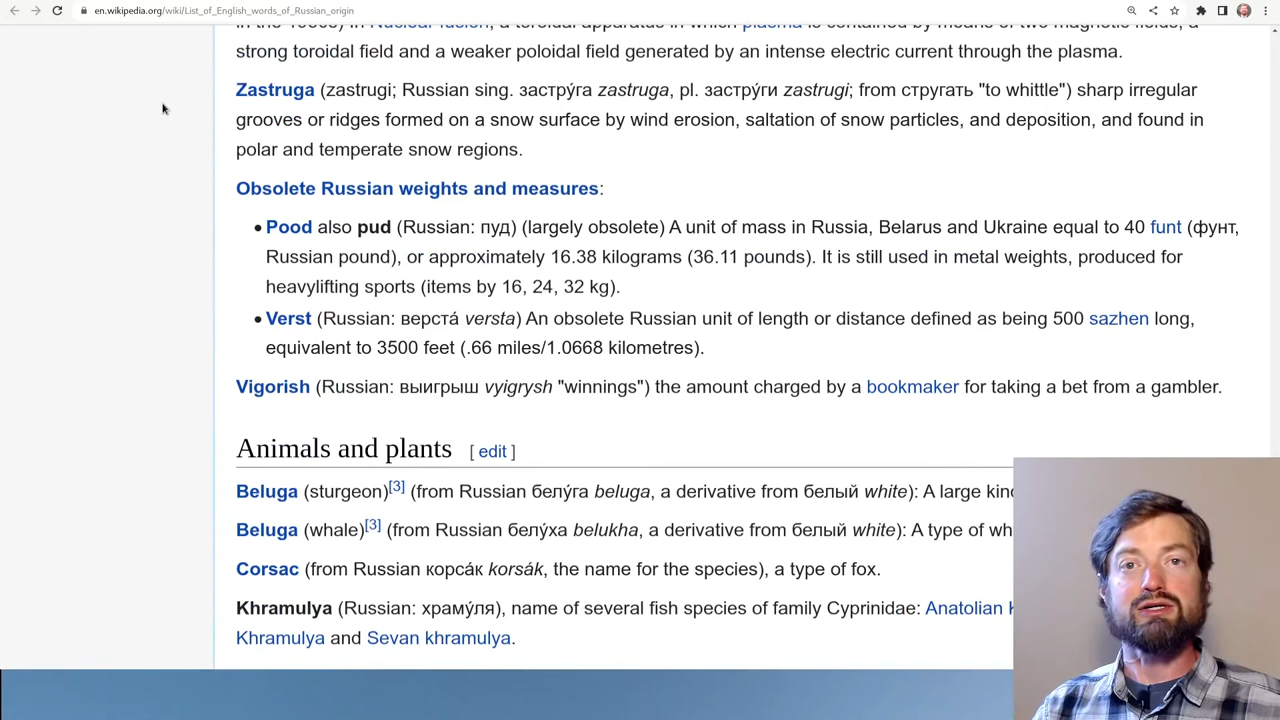 en.wikipedia.org/wiki/List_of_English_words_of_Russian_origin
strong toroidal field and a weaker poloidal field generated by an intense electric current through the plasma.
Zastruga (zastrugi; Russian sing. застру́га zastruga, pl. застру́ги zastrugi; from стругать "to whittle") sharp irregular
grooves or ridges formed on a snow surface by wind erosion, saltation of snow particles, and deposition, and found in
polar and temperate snow regions.
Obsolete Russian weights and measures:
• Pood also pud (Russian: пуд) (largely obsolete) A unit of mass in Russia, Belarus and Ukraine equal to 40 funt (фунт,
Russian pound), or approximately 16.38 kilograms (36.11 pounds). It is still used in metal weights, produced for
heavylifting sports (items by 16, 24, 32 kg).
• Verst (Russian: верста́ versta) An obsolete Russian unit of length or distance defined as being 500 sazhen long,
equivalent to 3500 feet (.66 miles/1.0668 kilometres).
Vigorish (Russian: выигрыш vyigrysh "winnings") the amount charged by a bookmaker for taking a bet from a gambler.
Animals and plants [ edit ]
Beluga (sturgeon)[3] (from Russian белу́га beluga, a derivative from белый white): A large
Beluga (whale)[3] (from Russian белу́ха belukha, a derivative from белый white): A type of
Corsac (from Russian корса́к korsák, the name for the species), a type of fox.
Khramulya (Russian: храму́ля), name of several fish species of family Cyprinidae: Anatolian
Khramulya and Sevan khramulya.